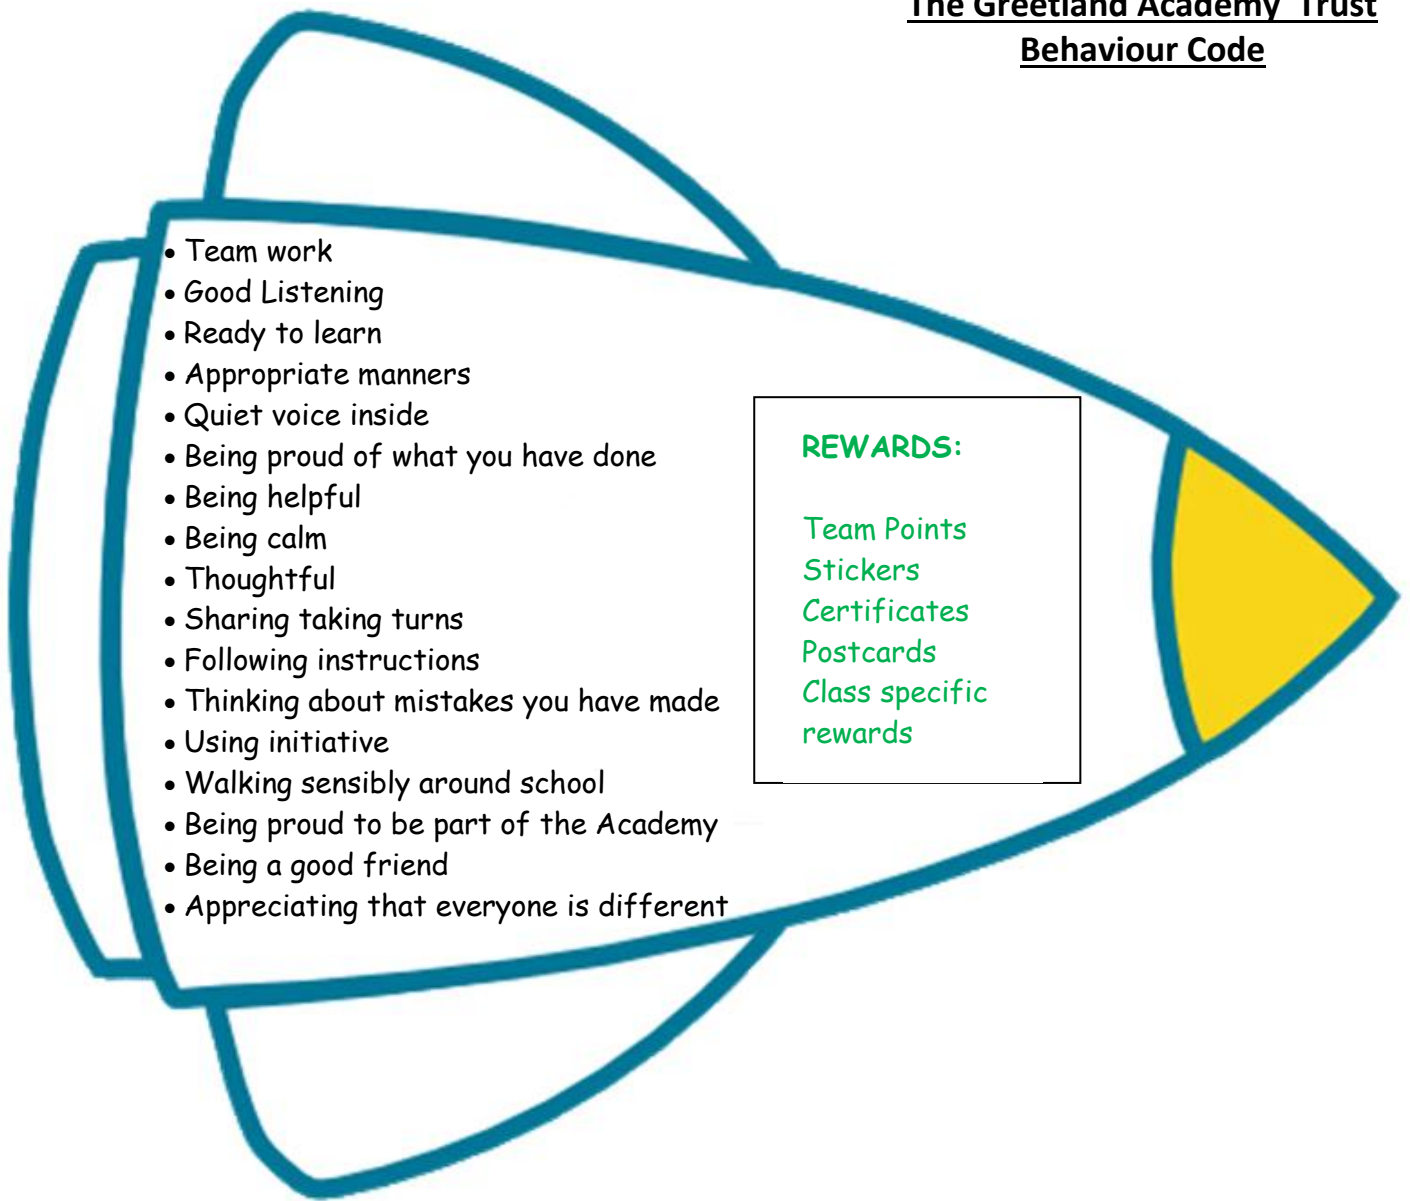 The Greetland Academy Trust
Behaviour Code
• Team work
• Good Listening
• Ready to learn
• Appropriate manners
• Quiet voice inside
• Being proud of what you have done
• Being helpful
• Being calm
• Thoughtful
• Sharing taking turns
• Following instructions
• Thinking about mistakes you have made
• Using initiative
• Walking sensibly around school
• Being proud to be part of the Academy
• Being a good friend
• Appreciating that everyone is different
REWARDS:
Team Points
Stickers
Certificates
Postcards
Class specific
rewards